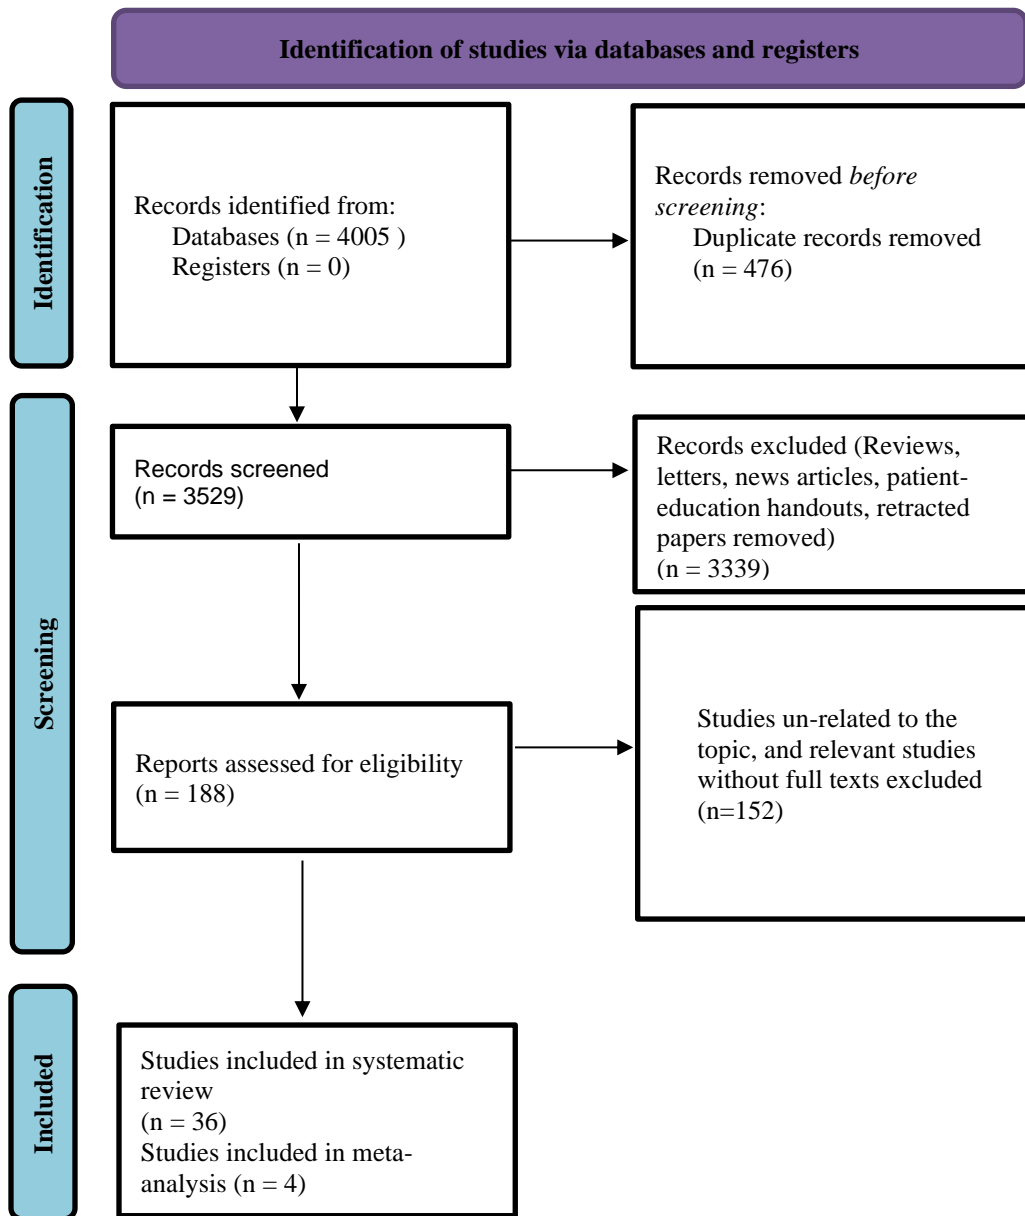 Identification of studies via databases and registers
Identification
Records identified from:
Databases (n = 4005 )
Registers (n = 0)
Records removed before
screening:
Duplicate records removed
(n = 476)
Screening
Records screened
(n = 3529)
Records excluded (Reviews,
letters, news articles, patient-
education handouts, retracted
papers removed)
(n = 3339)
Reports assessed for eligibility
(n = 188)
Studies un-related to the
topic, and relevant studies
without full texts excluded
(n=152)
Included
Studies included in systematic
review
(n = 36)
Studies included in meta-
analysis (n = 4)